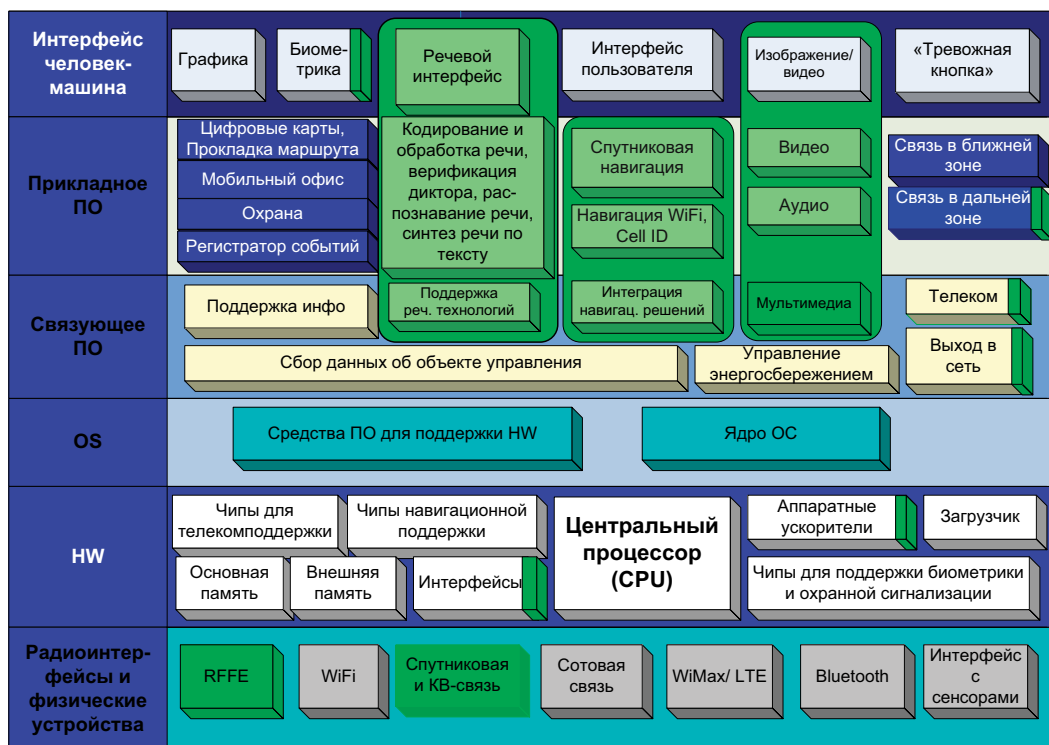 Интерфейс
человек-
машина
Графика
Биоме-
трика
Речевой
интерфейс
Интерфейс
пользователя
Изображение/
видео
«Тревожная
кнопка»
Прикладное
ПО
Цифровые карты,
Прокладка маршрута
Мобильный офис
Охрана
Регистратор событий
Кодирование и
обработка речи,
верификация
диктора, рас-
познавание речи,
синтез речи по
тексту
Спутниковая
навигация
Навигация WiFi,
Cell ID
Видео
Аудио
Связь в ближней
зоне
Связь в дальней
зоне
Связующее
ПО
Поддержка инфо
Поддержка
реч. технологий
Интеграция
навигац. решений
Мультимедиа
Телеком
Сбор данных об объекте управления
Управление
энергосбережением
Выход в
сеть
OS
Средства ПО для поддержки HW
Ядро ОС
HW
Чипы для
телекомподдержки
Чипы навигационной
поддержки
Центральный
процессор
(CPU)
Аппаратные
ускорители
Загрузчик
Основная
память
Внешняя
память
Интерфейсы
Чипы для поддержки биометрики
и охранной сигнализации
Радиоинтер-
фейсы и
физические
устройства
RFFE
WiFi
Спутниковая
и КВ-связь
Сотовая
связь
WiMax/ LTE
Bluetooth
Интерфейс
с
сенсорами